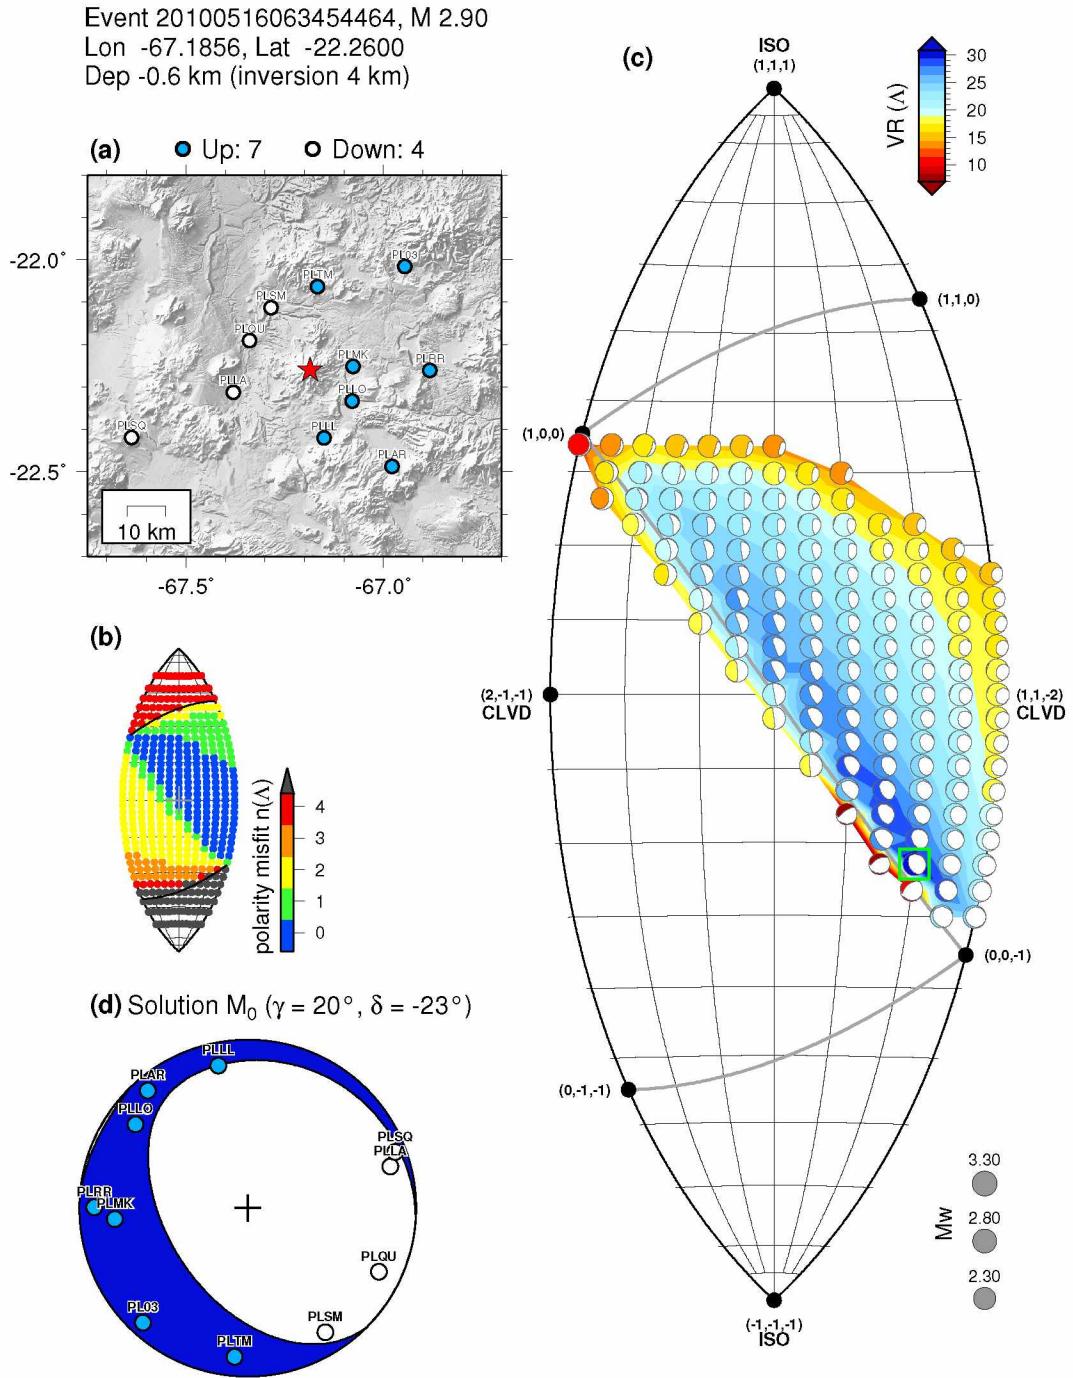 Event 20100516063454464, M 2.90
Lon -67.1856, Lat -22.2600
Dep -0.6 km (inversion 4 km)
(a)
Up: 7
Down: 4
-22.0°
-22.5°
-67.5°
-67.0°
PL03
PLTM
PLSM
PLQU
PLMK
PLRR
PLLA
PLLO
PLSQ
PLLL
PLAR
10 km
(b)
polarity misfit n(Λ)
4
3
2
1
0
(c)
ISO
(1,1,1)
VR (Λ)
30
25
20
15
10
(1,1,0)
(1,0,0)
(2,-1,-1)
CLVD
(1,1,-2)
CLVD
(0,0,-1)
(0,-1,-1)
(-1,-1,-1)
ISO
Mw
3.30
2.80
2.30
(d) Solution M₀ (γ = 20°, δ = -23°)
PLLL
PLAR
PLLO
PLSQ
PLLA
PLRR
PLMK
PLQU
PL03
PLSM
PLTM